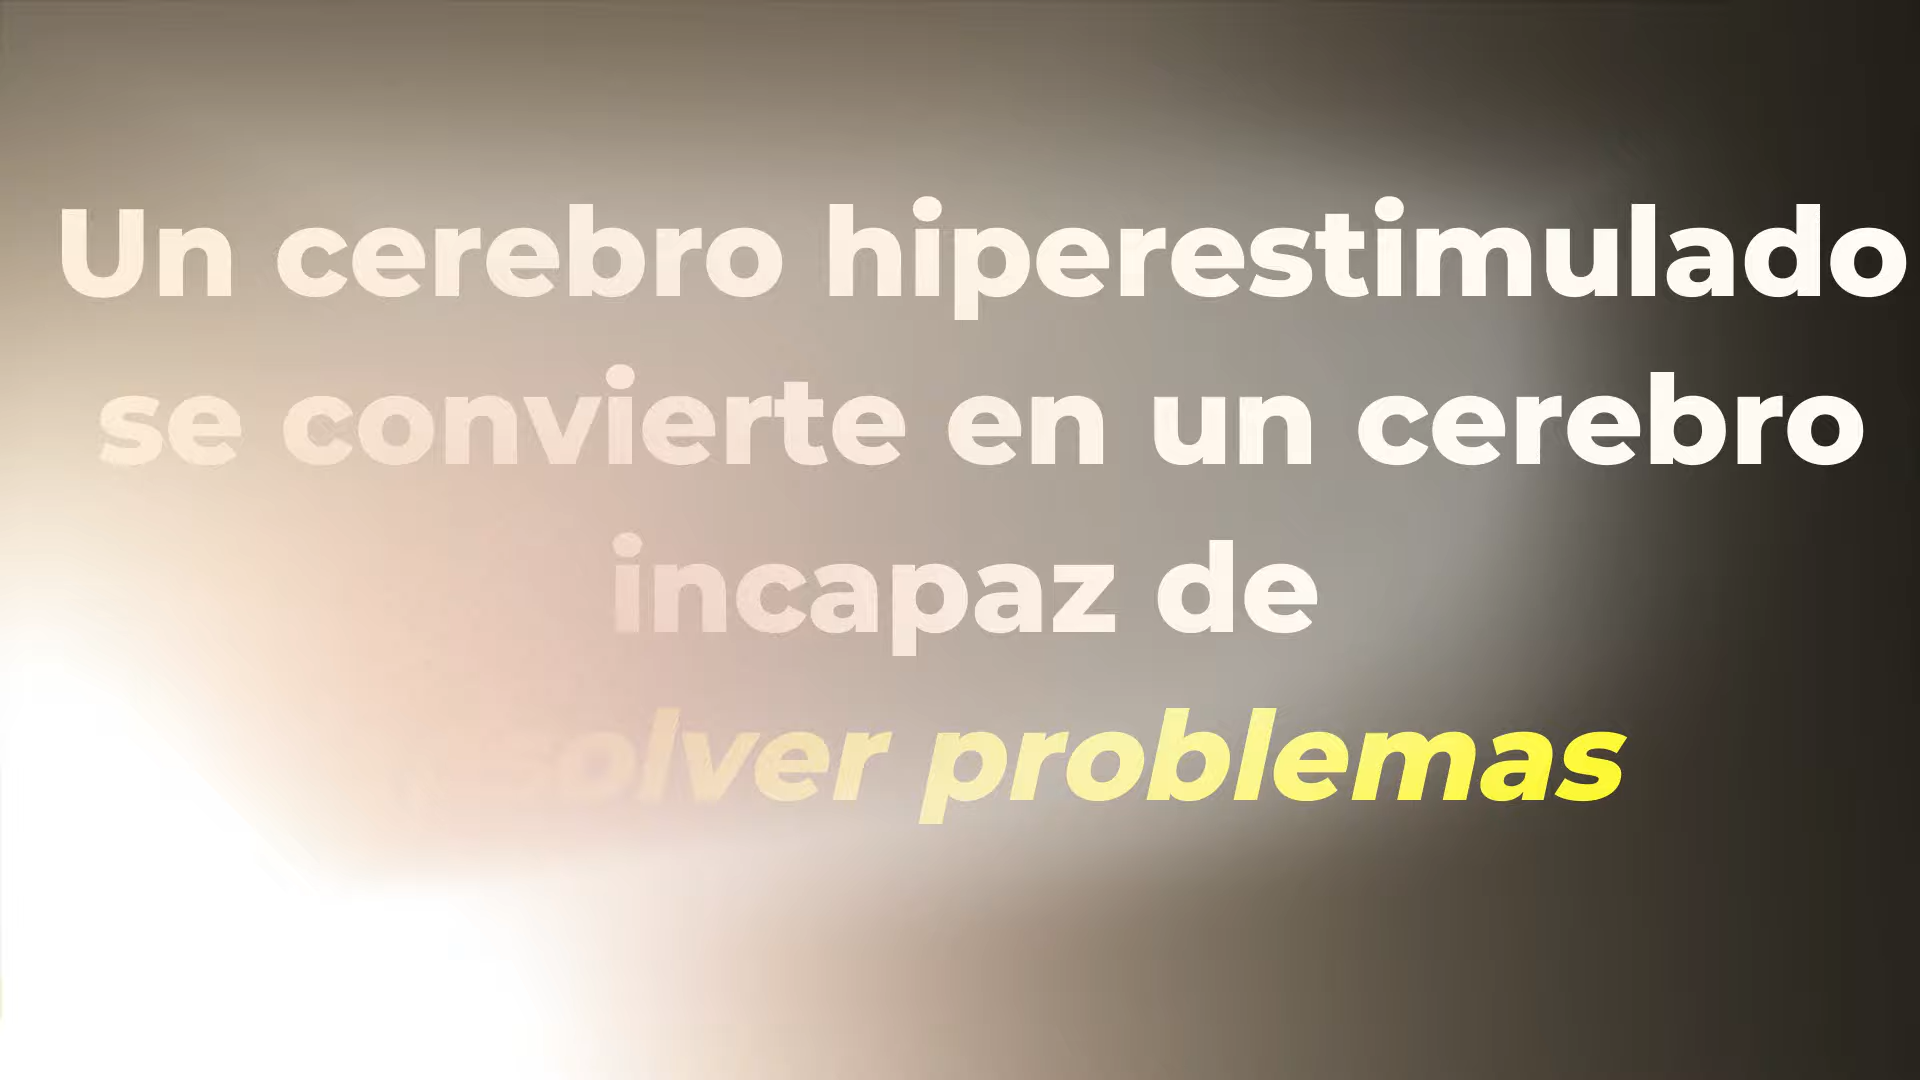 Un cerebro hiperestimulado
se convierte en un cerebro
incapaz de
problemas